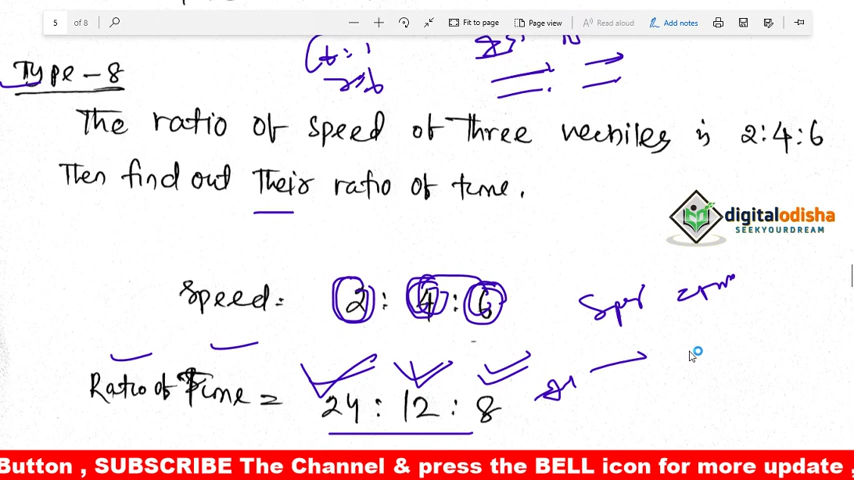 5 of 8 Fit to page Page view Read aloud Add notes
Type-8
The ratio of speed of Three vechiles is 2:4:6
Then find out Their ratio of time.
digitalodisha
SEEKYOURDREAM
Speed = 2 : 4 : 6
Ratio of Time = 24 : 12 : 8
Button , SUBSCRIBE The Channel & press the BELL icon for more update ,